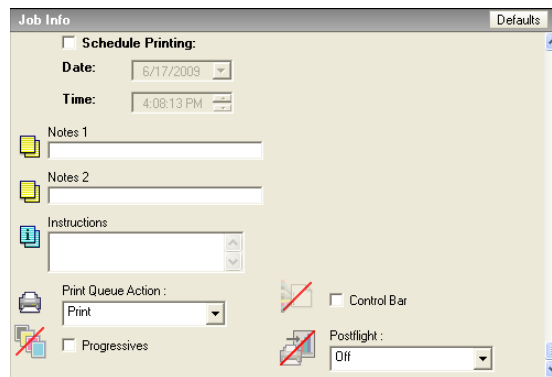 Job Info
Defaults
Schedule Printing:
Date:
6/17/2009
Time:
4:08:13 PM
Notes 1
Notes 2
Instructions
Print Queue Action :
Print
Control Bar
Progressives
Postflight :
Off